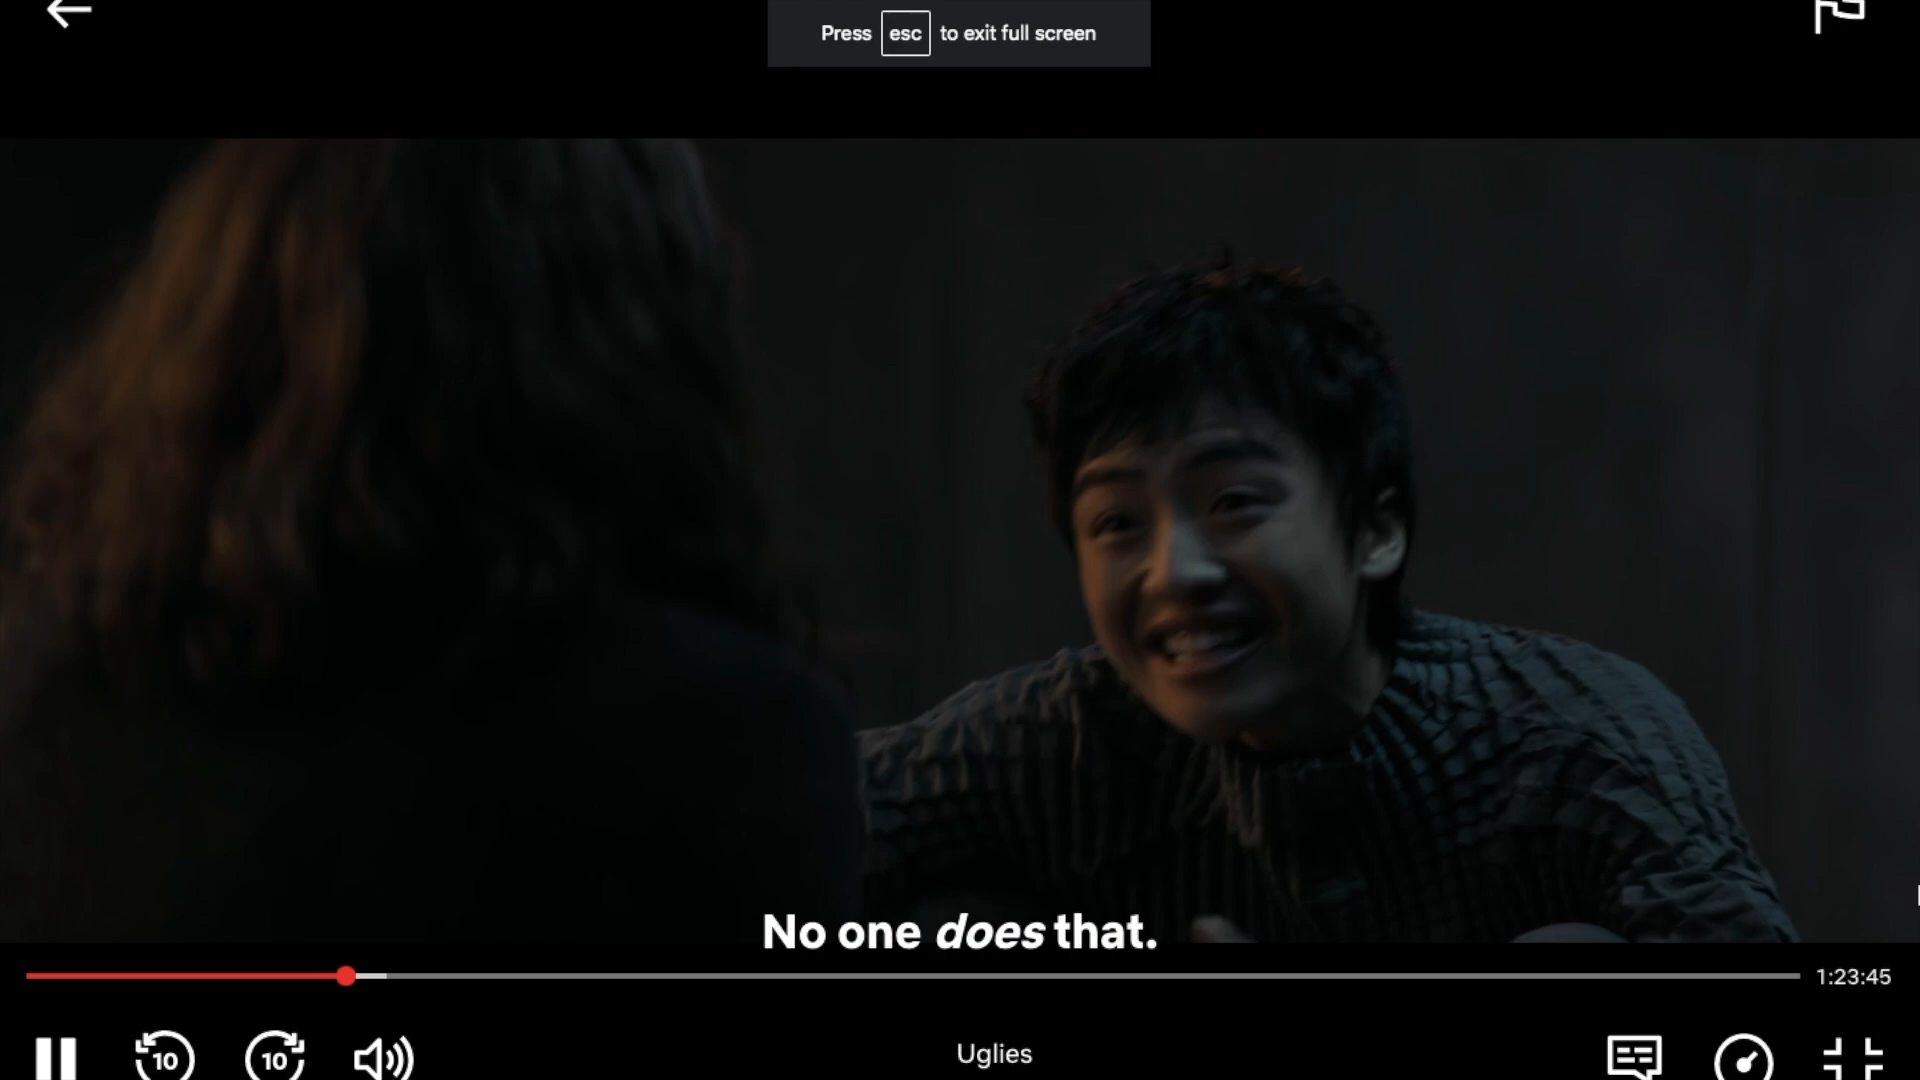 Press esc to exit full screen
No one does that.
1:23:45
10 10
Uglies